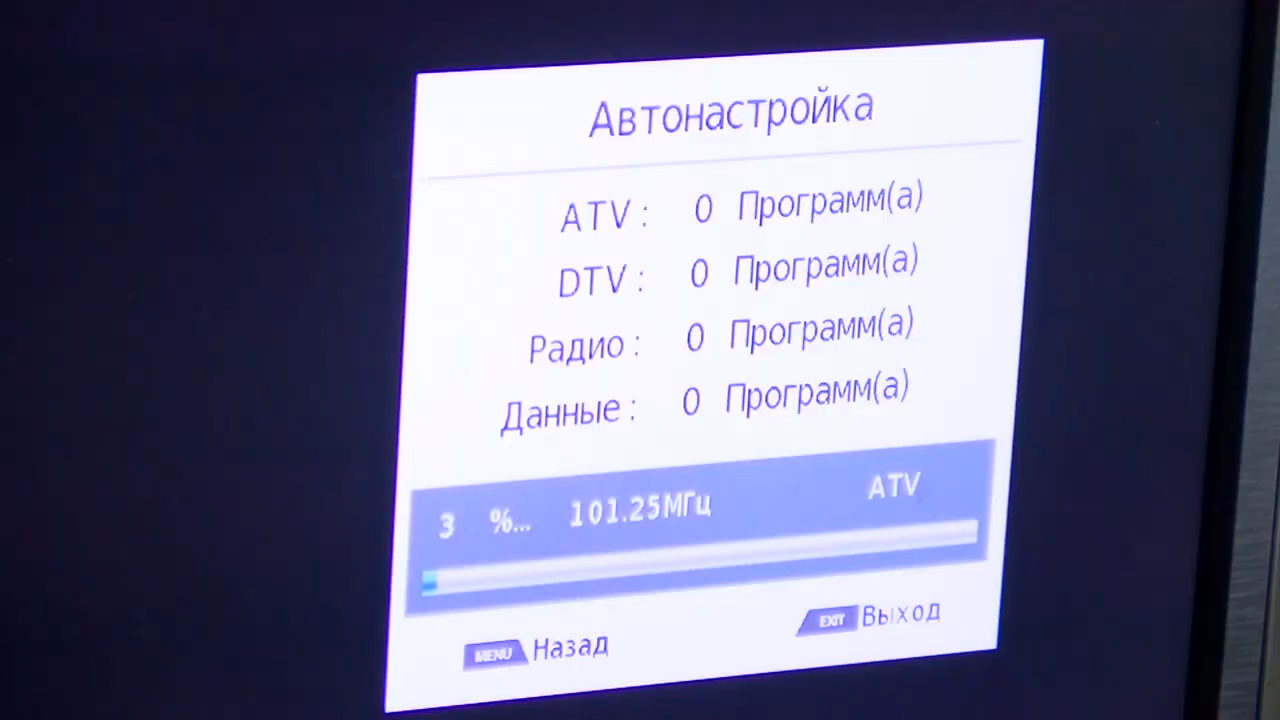 Автонастройка
ATV : 0 Программ(а)
DTV : 0 Программ(а)
Радио : 0 Программ(а)
Данные : 0 Программ(а)
3 %... 101.25МГц ATV
MENU Назад EXIT Выход